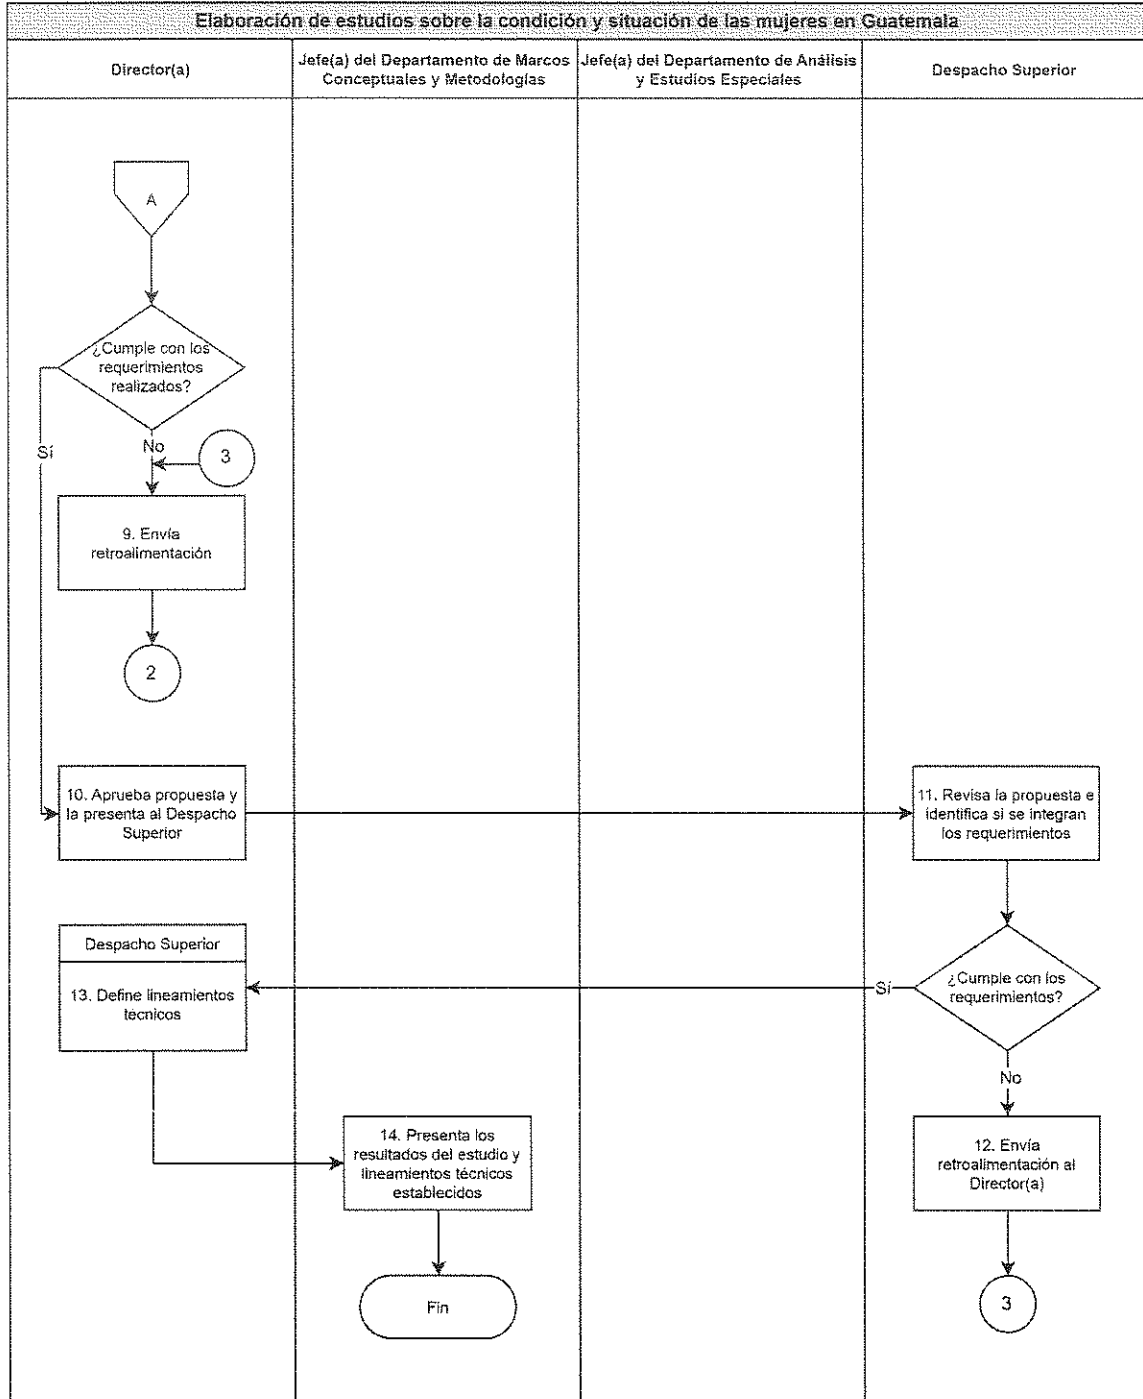 Elaboración de estudios sobre la condición y situación de las mujeres en Guatemala
Director(a)
Jefe(a) del Departamento de Marcos
Conceptuales y Metodologías
Jefe(a) del Departamento de Análisis
y Estudios Especiales
Despacho Superior
A
¿Cumple con los
requerimientos
realizados?
Sí
No
3
9. Envía
retroalimentación
2
10. Aprueba propuesta y
la presenta al Despacho
Superior
11. Revisa la propuesta e
identifica si se integran
los requerimientos
Despacho Superior
13. Define lineamientos
técnicos
Sí
¿Cumple con los
requerimientos?
No
14. Presenta los
resultados del estudio y
lineamientos técnicos
establecidos
12. Envía
retroalimentación al
Director(a)
Fin
3